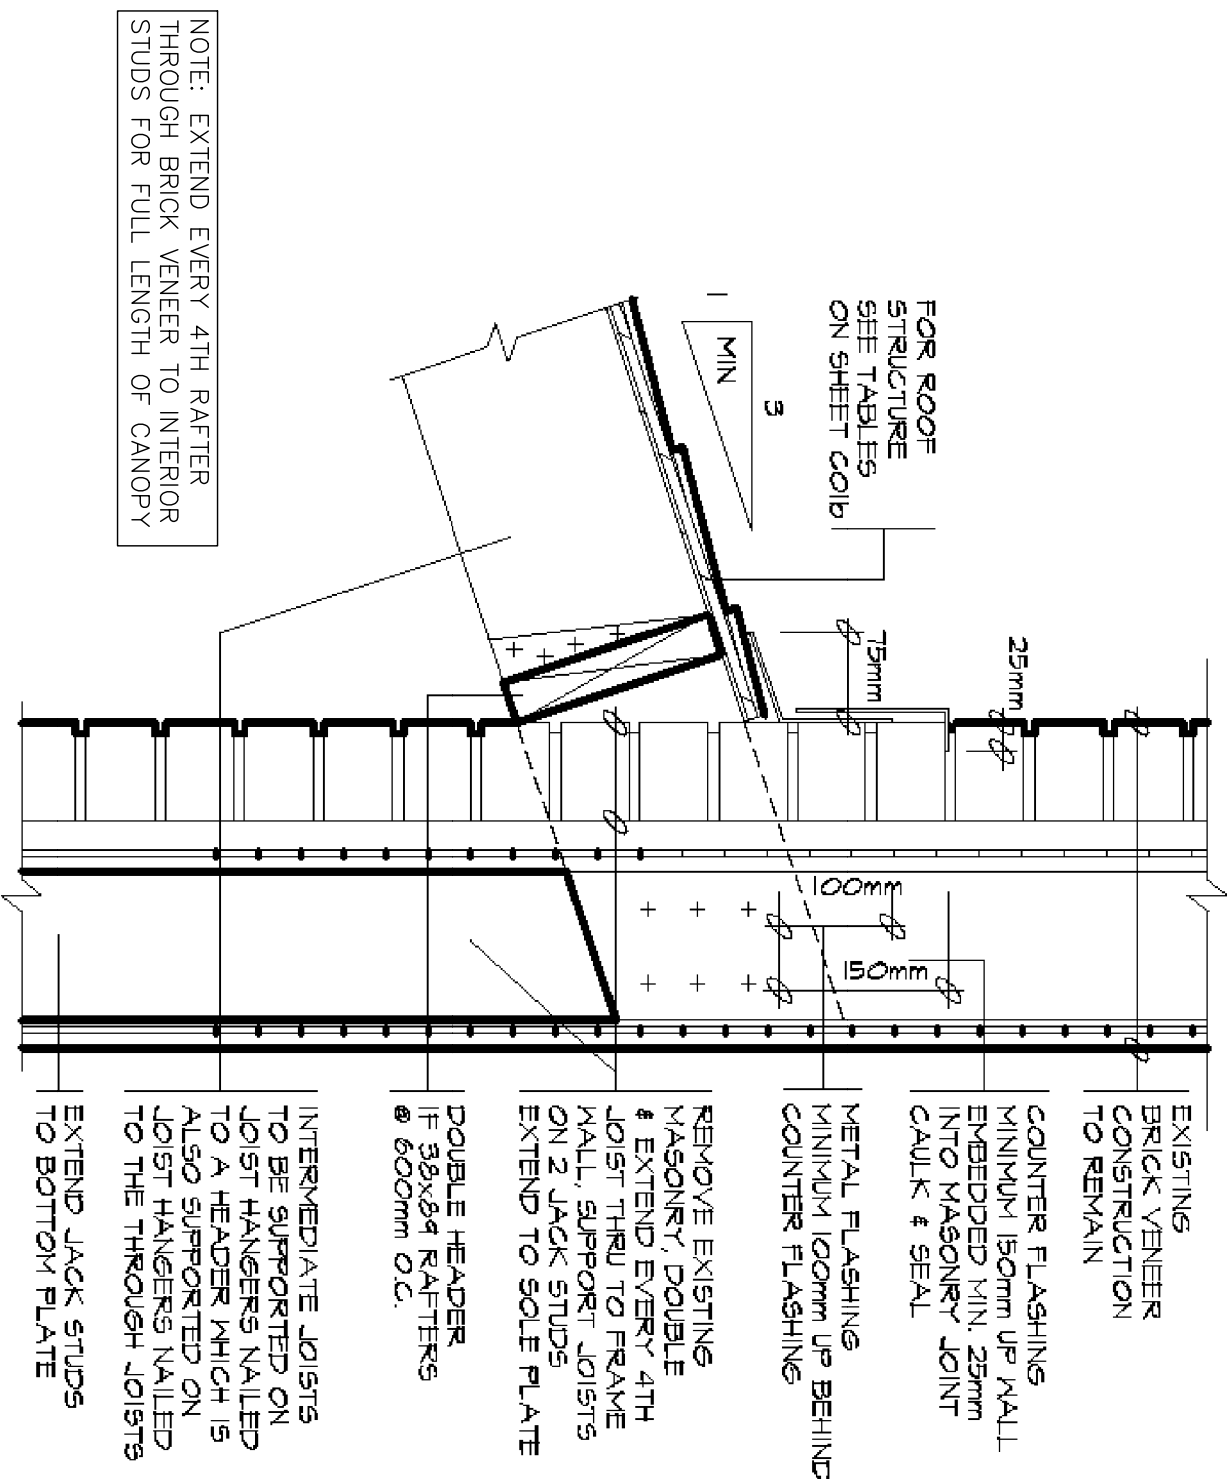 FOR ROOF
STRUCTURE
SEE TABLES
ON SHEET C01b
1
3
MIN
25mm
75mm
100mm
150mm
EXISTING
BRICK VENEER
CONSTRUCTION
TO REMAIN
COUNTER FLASHING
MINIMUM 150mm UP WALL
EMBEDDED MIN. 25mm
INTO MASONRY JOINT
CAULK & SEAL
METAL FLASHING
MINIMUM 100mm UP BEHIND
COUNTER FLASHING
REMOVE EXISTING
MASONRY, DOUBLE
& EXTEND EVERY 4TH
JOIST THRU TO FRAME
WALL, SUPPORT JOISTS
ON 2 JACK STUDS
EXTEND TO SOLE PLATE
DOUBLE HEADER
IF 38x89 RAFTERS
@ 600mm O.C.
INTERMEDIATE JOISTS
TO BE SUPPORTED ON
JOIST HANGERS NAILED
TO A HEADER WHICH IS
ALSO SUPPORTED ON
JOIST HANGERS NAILED
TO THE THROUGH JOISTS
EXTEND JACK STUDS
TO BOTTOM PLATE
NOTE: EXTEND EVERY 4TH RAFTER
THROUGH BRICK VENEER TO INTERIOR
STUDS FOR FULL LENGTH OF CANOPY